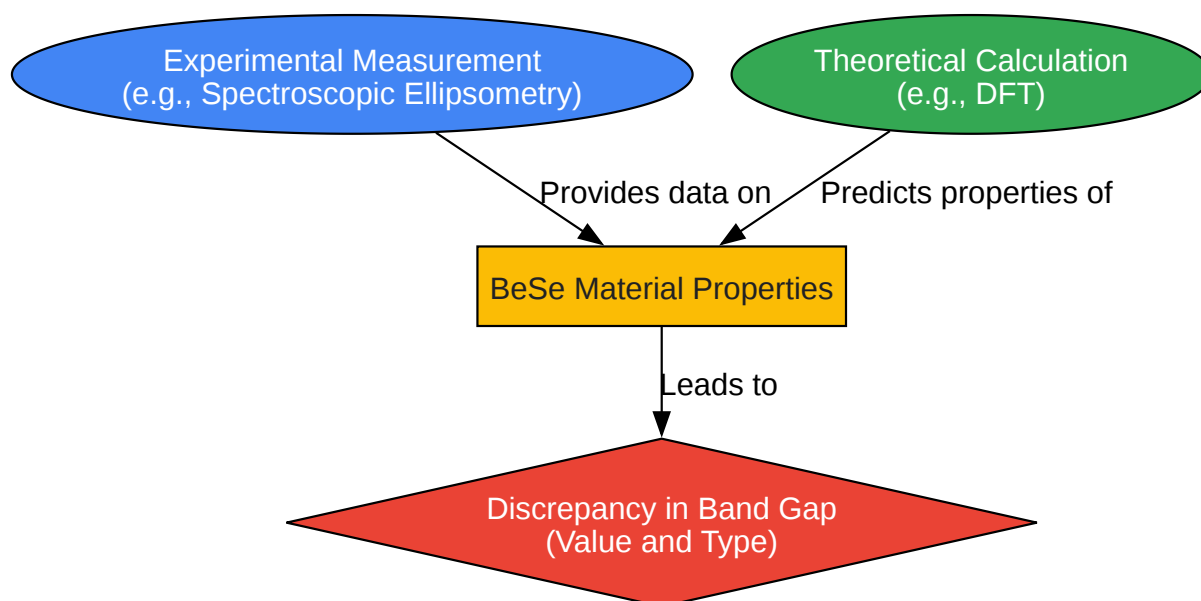 Experimental Measurement
(e.g., Spectroscopic Ellipsometry)
Theoretical Calculation
(e.g., DFT)
Provides data on
Predicts properties of
BeSe Material Properties
Leads to
Discrepancy in Band Gap
(Value and Type)